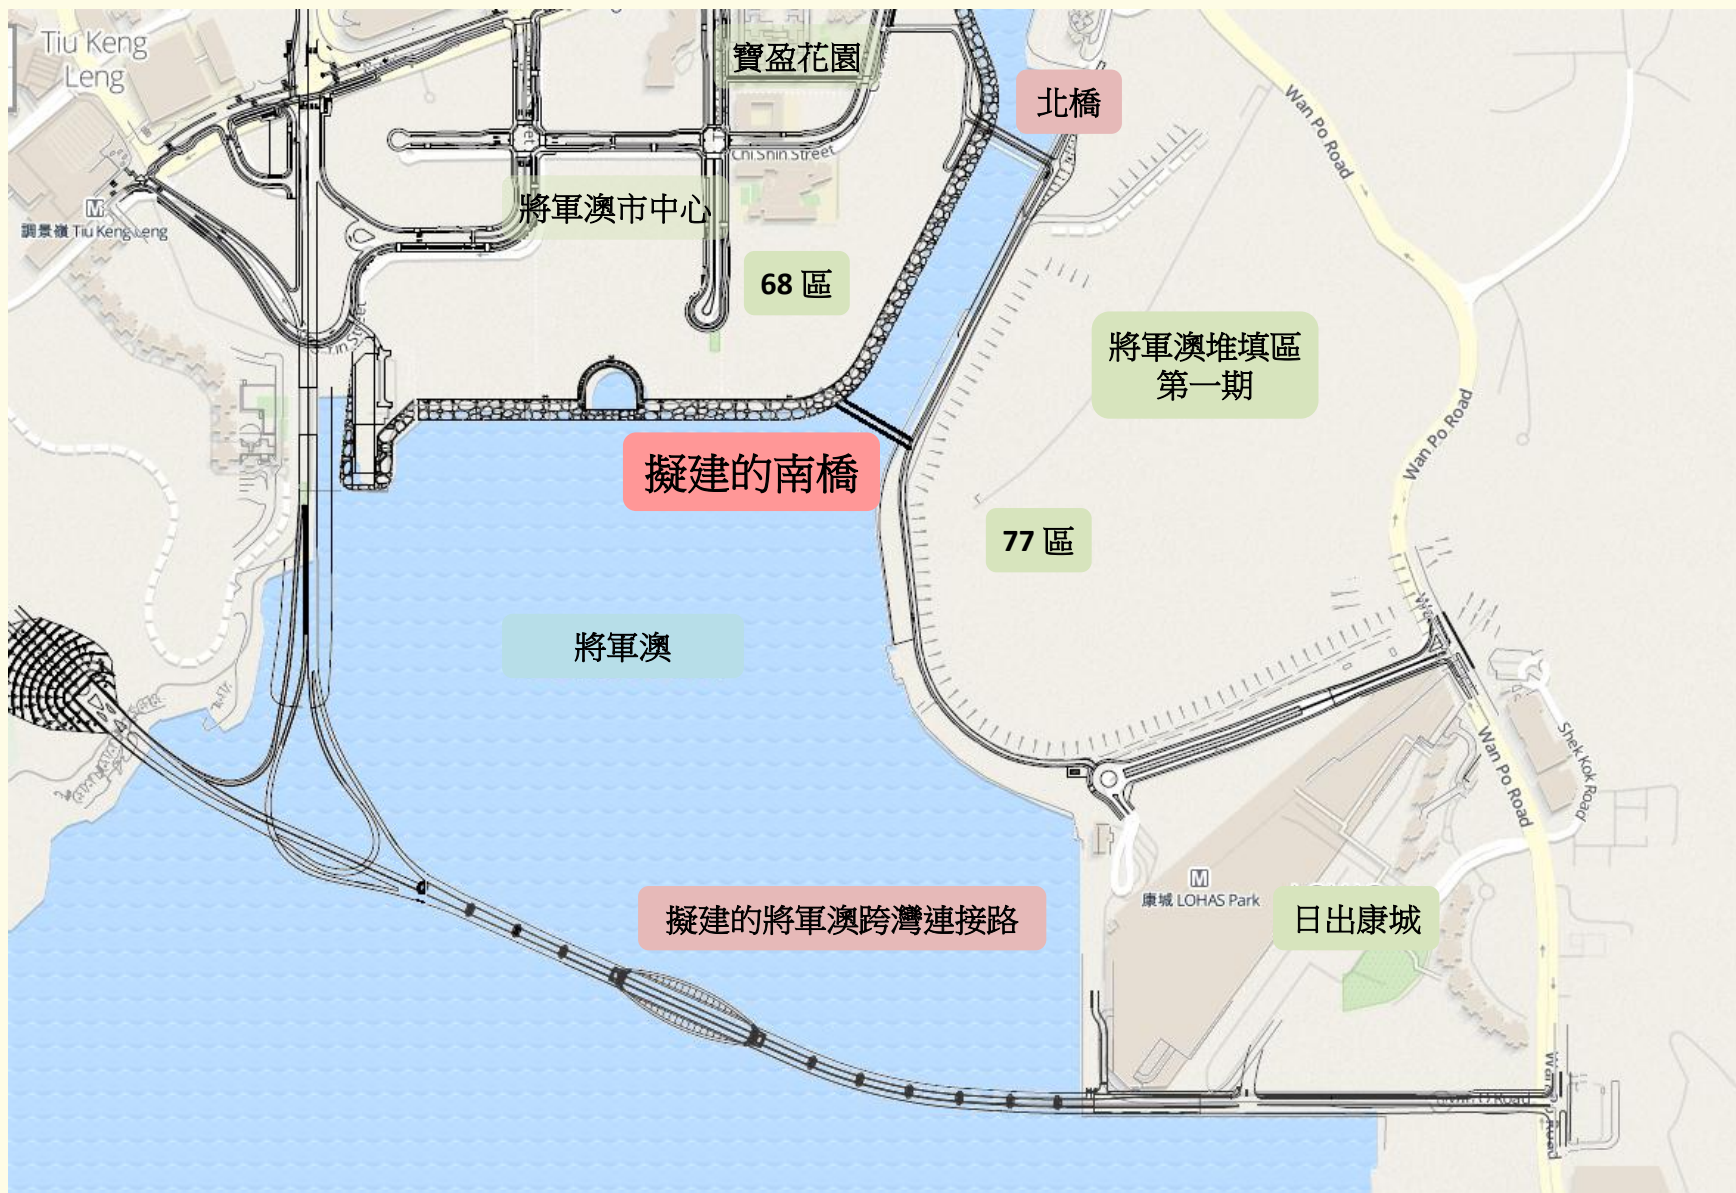 Tiu Keng
Leng
寶盈花園
北橋
Wan Po Road
Chi Shin Street
將軍澳市中心
調景嶺 Tiu Keng Leng
68 區
將軍澳堆填區
第一期
Wan Po Road
擬建的南橋
77 區
將軍澳
Shek Kok Road
Wan Po Road
康城 LOHAS Park
擬建的將軍澳跨灣連接路
日出康城